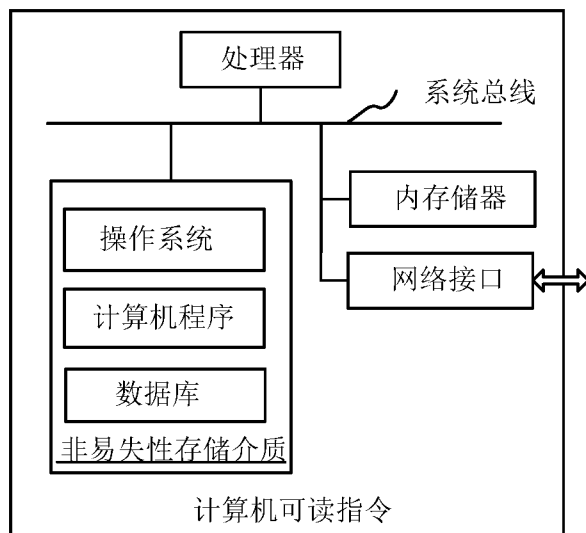 处理器
系统总线
内存储器
操作系统
网络接口
计算机程序
数据库
非易失性存储介质
计算机可读指令